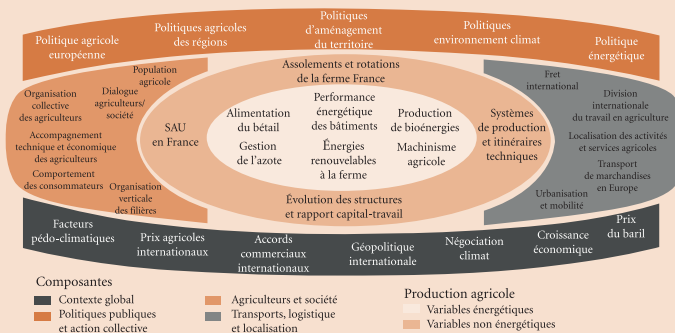 Politique agricole
européenne
Politiques agricoles
des régions
Politiques
d'aménagement
du territoire
Politiques
environnement climat
Politique
énergétique
Population
agricole
Organisation
collective
des agriculteurs
Dialogue
agriculteurs/
société
Accompagnement
technique et économique
des agriculteurs
Comportement
des consommateurs
Organisation
verticale
des filières
SAU
en France
Assolements et rotations
de la ferme France
Alimentation
du bétail
Performance
énergétique
des bâtiments
Production
de bioénergies
Gestion
de l'azote
Énergies
renouvelables
à la ferme
Machinisme
agricole
Systèmes
de production
et itinéraires
techniques
Évolution des structures
et rapport capital-travail
Fret
international
Division
internationale
du travail en agriculture
Localisation des activités
et services agricoles
Transport
de marchandises
en Europe
Urbanisation
et mobilité
Facteurs
pédo-climatiques
Prix agricoles
internationaux
Accords
commerciaux
internationaux
Géopolitique
internationale
Négociation
climat
Croissance
économique
Prix
du baril
Composantes
Contexte global
Politiques publiques
et action collective
Agriculteurs et société
Transports, logistique
et localisation
Production agricole
Variables énergétiques
Variables non énergétiques